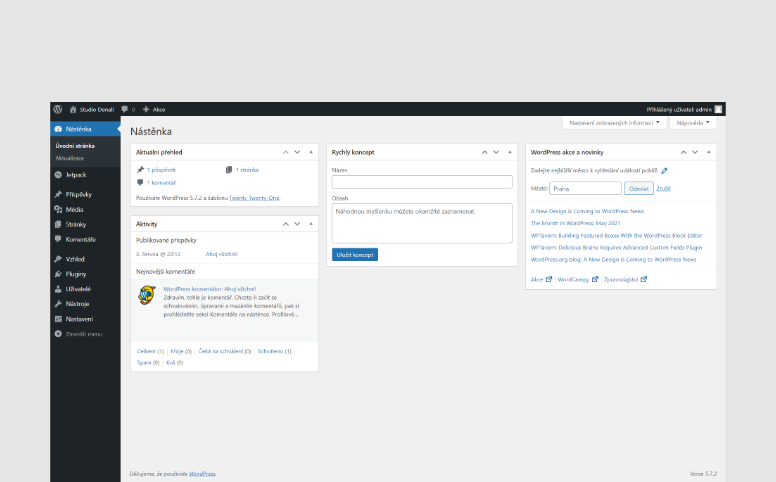 Studio Denali 0 Akce Přihlášený uživatel: admin
Nastavení zobrazených informací Nápověda
Nástěnka
Úvodní stránka
Aktualizace
Jetpack
Příspěvky
Média
Stránky
Komentáře
Vzhled
Pluginy
Uživatelé
Nástroje
Nastavení
Zmenšit menu
Nástěnka
Aktuální přehled
1 příspěvek 1 stránka
1 komentář
Používáte WordPress 5.7.2 a šablonu Twenty Twenty-One.
Aktivity
Publikované příspěvky
3. června @ 22:12 Ahoj všichni!
Nejnovější komentáře
WordPress komentátor: Ahoj všichni!
Zdravím, tohle je komentář. Chcete-li začít se
schvalováním, úpravami a mazáním komentářů, pak si
prohlédněte sekci Komentáře na nástěnce. Profilové...
Celkem (1) | Moje (0) | Čeká na schválení (0) | Schváleno (1) |
Spam (0) | Koš (0)
Rychlý koncept
Název
Obsah
Náhodnou myšlenku můžete okamžitě zaznamenat.
Uložit koncept
WordPress akce a novinky
Zadejte nejbližší město k vyhledání událostí poblíž.
Město: Praha Odeslat Zrušit
A New Design is Coming to WordPress News
The Month in WordPress: May 2021
WPTavern: Building Featured Boxes With the WordPress Block Editor
WPTavern: Delicious Brains Acquires Advanced Custom Fields Plugin
WordPress.org blog: A New Design is Coming to WordPress News
Akce | WordCampy | Zpravodajství
Děkujeme, že používáte WordPress Verze 5.7.2